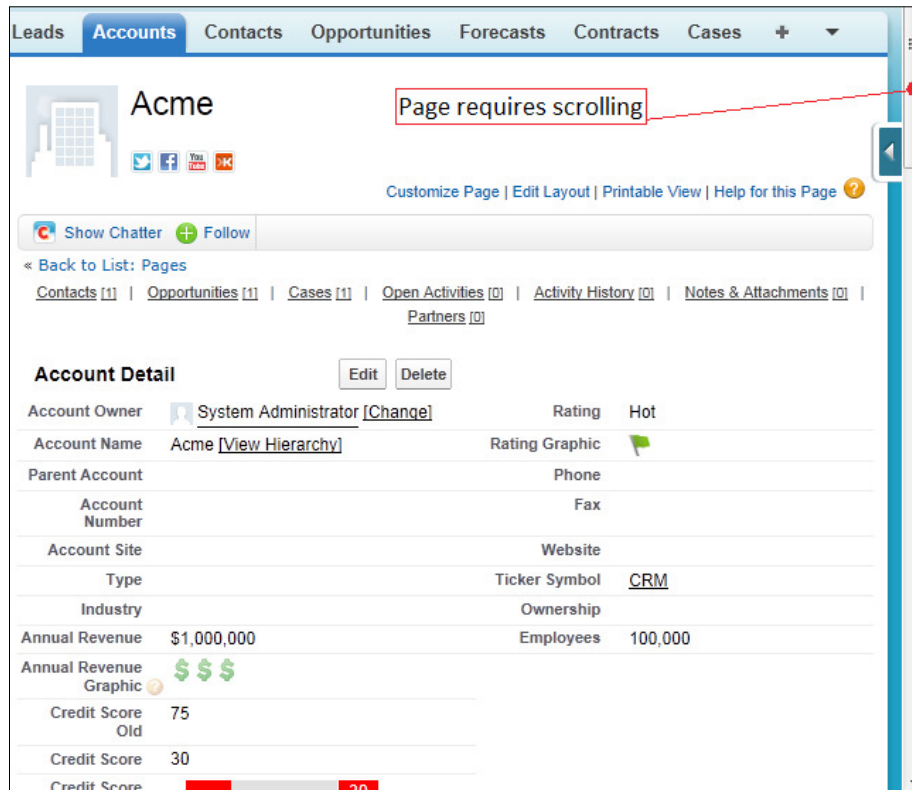 Leads Accounts Contacts Opportunities Forecasts Contracts Cases +
Acme
Page requires scrolling
You
Tube
Customize Page | Edit Layout | Printable View | Help for this Page ?
C Show Chatter Follow
« Back to List: Pages
Contacts [1] | Opportunities [1] | Cases [1] | Open Activities [0] | Activity History [0] | Notes & Attachments [0] |
Partners [0]
Account Detail Edit Delete
Account Owner System Administrator [Change] Rating Hot
Account Name Acme [View Hierarchy] Rating Graphic
Parent Account Phone
Account Number Fax
Account Site Website
Type Ticker Symbol CRM
Industry Ownership
Annual Revenue $1,000,000 Employees 100,000
Annual Revenue Graphic ? $ $ $
Credit Score Old 75
Credit Score 30
Credit Score 30